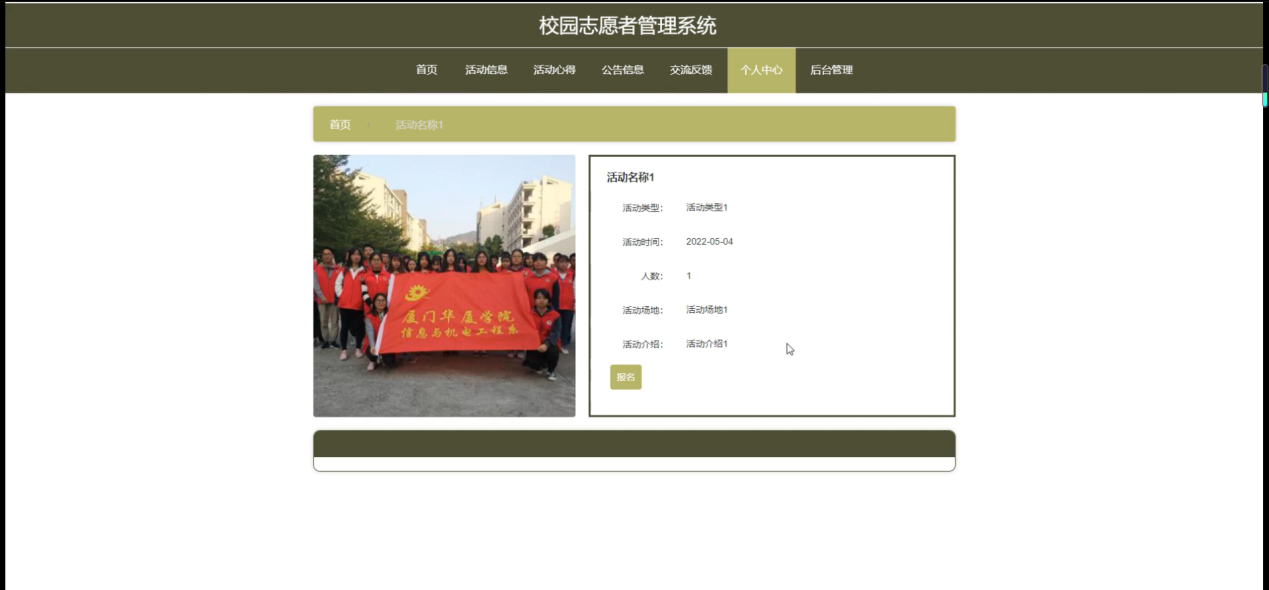 校园志愿者管理系统
首页 活动信息 活动心得 公告信息 交流反馈 个人中心 后台管理
首页 活动名称1
厦门华厦学院
信息与机电工程系
活动名称1
活动类型： 活动类型1
活动时间： 2022-05-04
人数： 1
活动场地： 活动场地1
活动介绍： 活动介绍1
报名